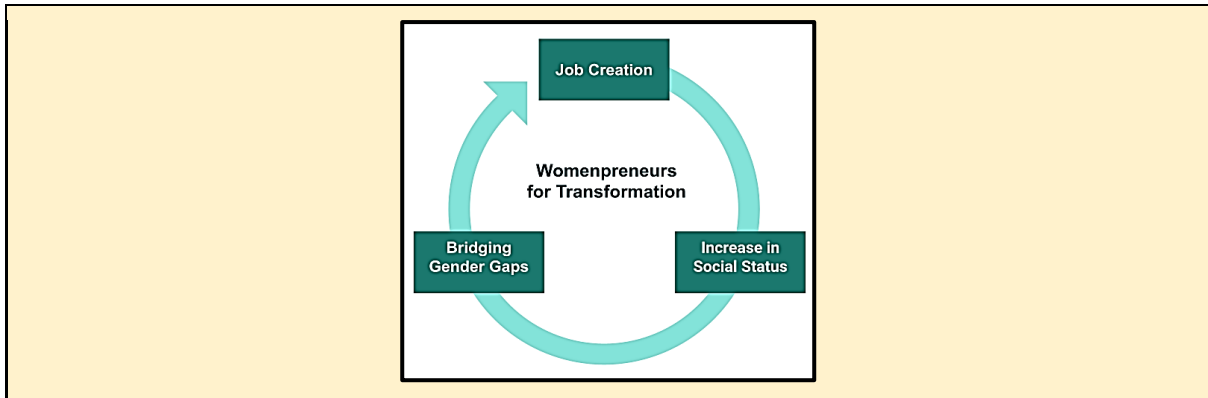 Job Creation
Womenpreneurs
for Transformation
Bridging
Gender Gaps
Increase in
Social Status